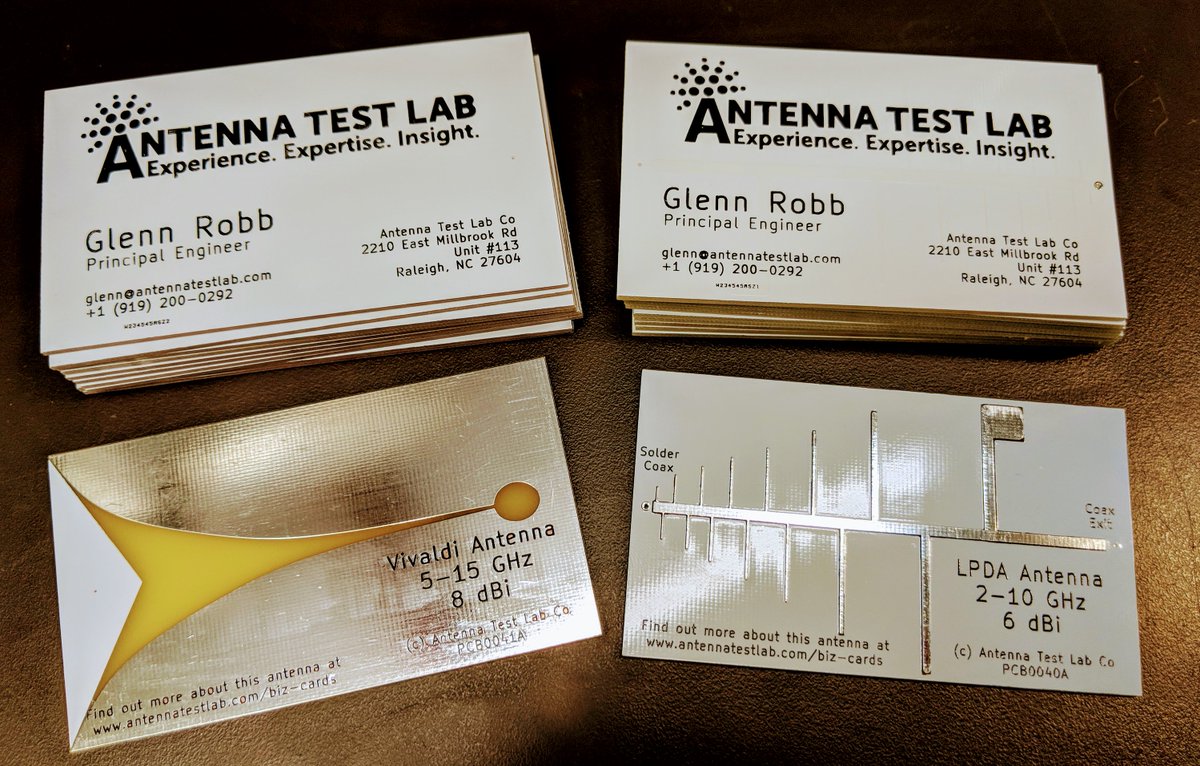 ANTENNA TEST LAB
Experience. Expertise. Insight.
Glenn Robb
Principal Engineer
glenn@antennatestlab.com
+1 (919) 200-0292
Antenna Test Lab Co
2210 East Millbrook Rd
Unit #113
Raleigh, NC 27604
ANTENNA TEST LAB
Experience. Expertise. Insight.
Glenn Robb
Principal Engineer
glenn@antennatestlab.com
+1 (919) 200-0292
Antenna Test Lab Co
2210 East Millbrook Rd
Unit #113
Raleigh, NC 27604
Vivaldi Antenna
5-15 GHz
8 dBi
(c) Antenna Test Lab Co
PCB0041A
Find out more about this antenna at
www.antennatestlab.com/biz-cards
Solder
Coax
Coax
Exit
LPDA Antenna
2-10 GHz
6 dBi
(c) Antenna Test Lab Co
PCB0040A
Find out more about this antenna at
www.antennatestlab.com/biz-cards